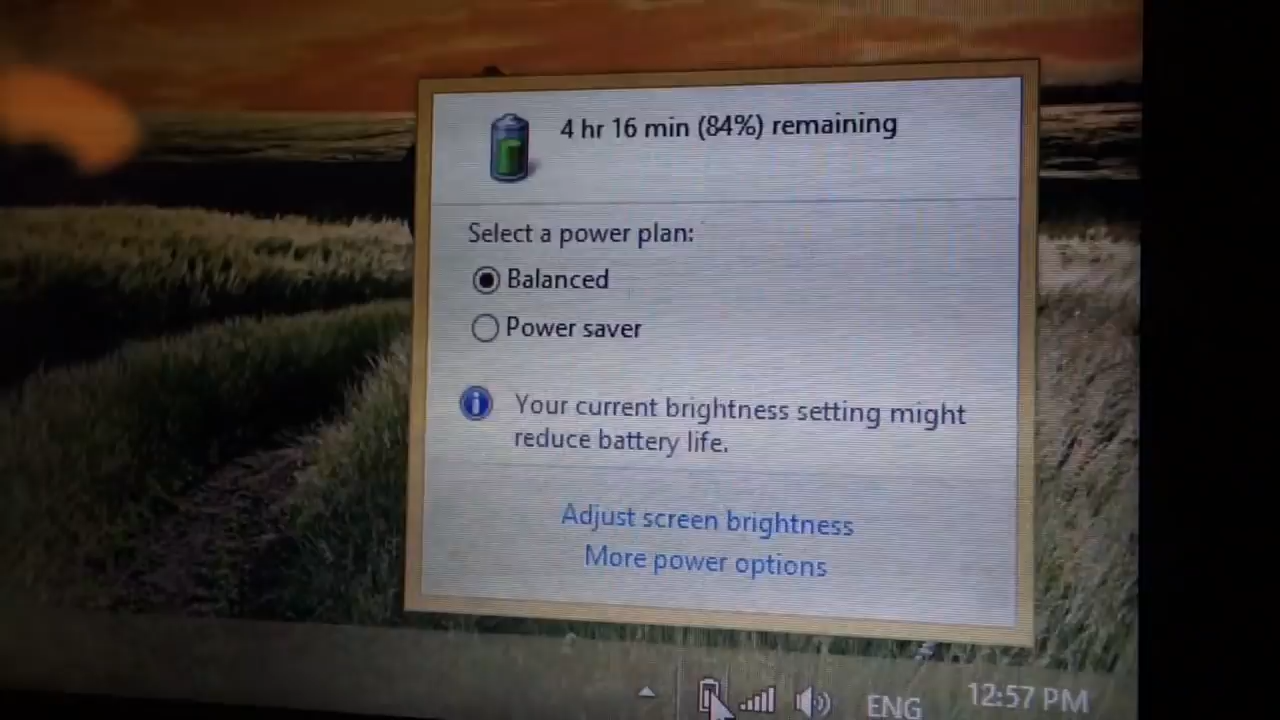 4 hr 16 min (84%) remaining
Select a power plan:
Balanced
Power saver
Your current brightness setting might
reduce battery life.
Adjust screen brightness
More power options
ENG
12:57 PM